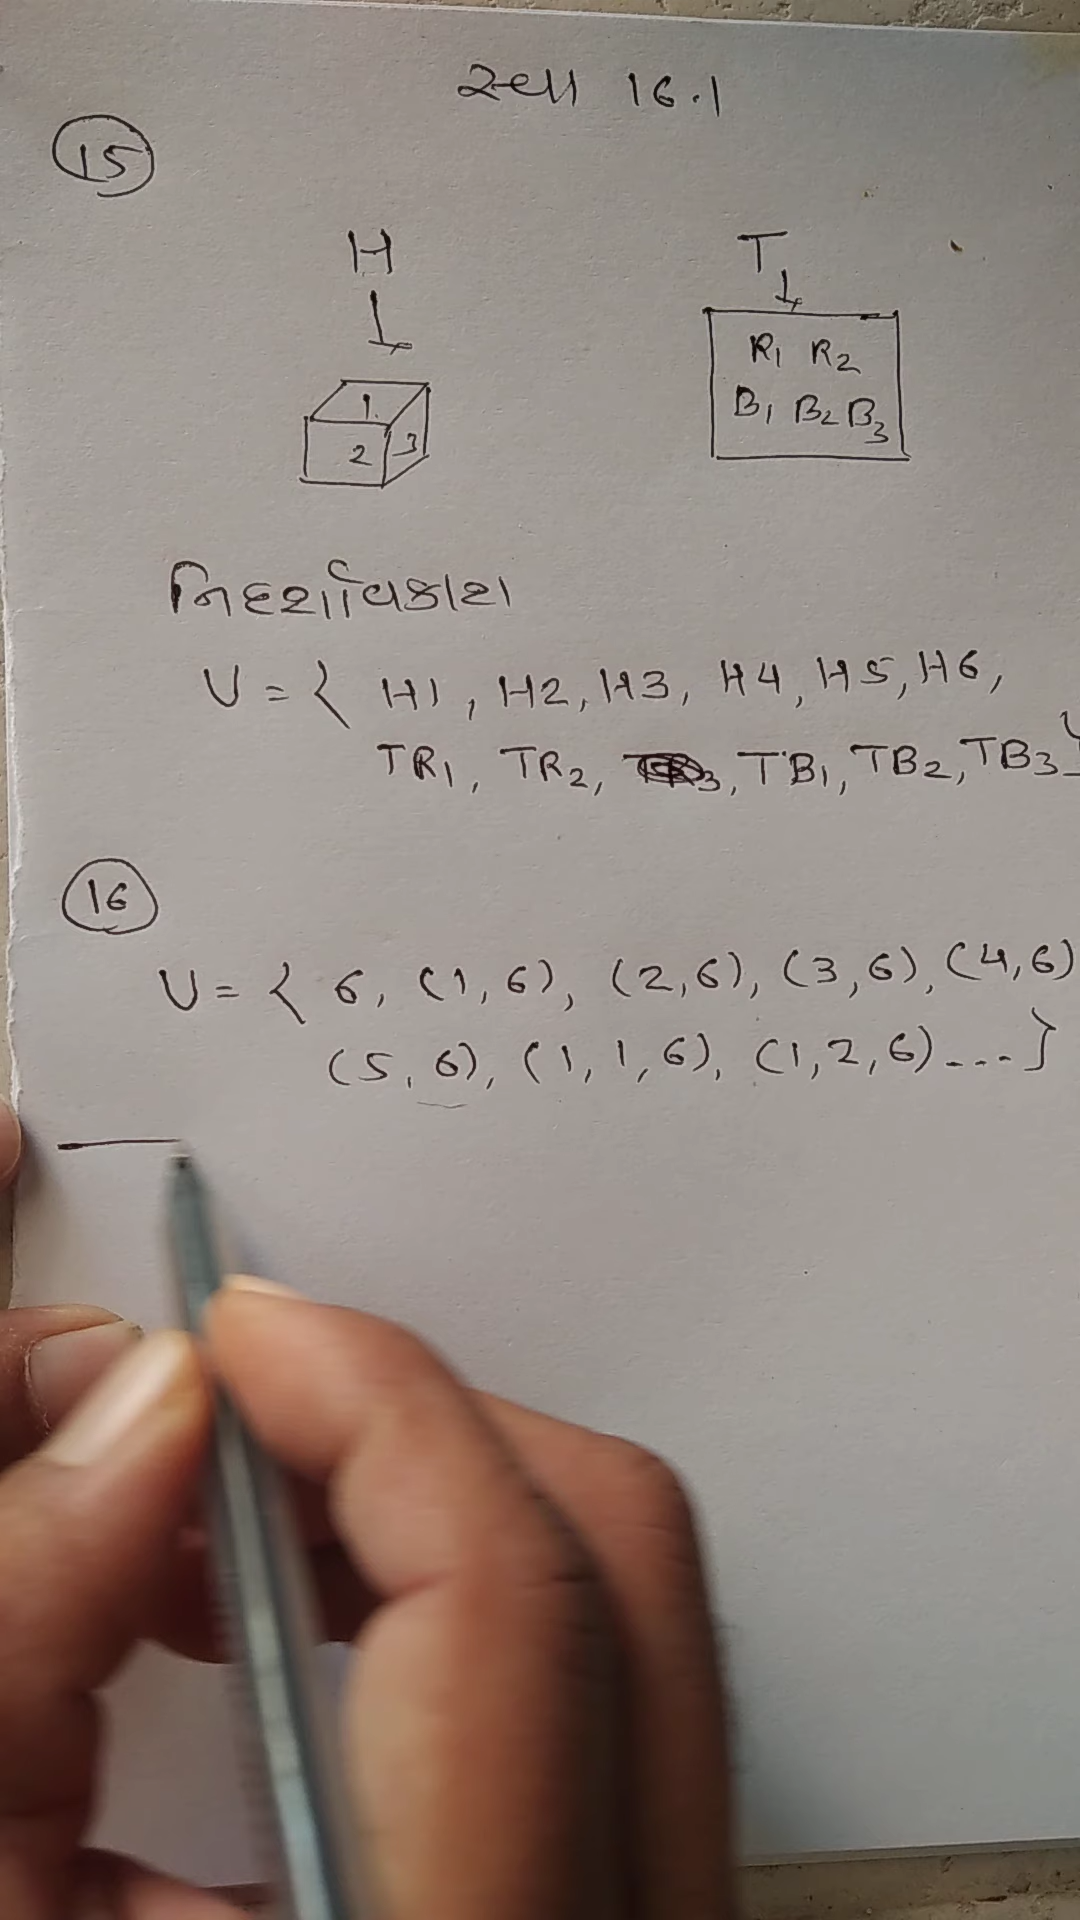 સ્વા 16.1
15
H
T
1
2 3
R1 R2
B1 B2 B3
નિદર્શાવકાશ
U = { H1, H2, H3, H4, H5, H6,
TR1, TR2, TB1, TB2, TB3}
16
U = { 6, (1,6), (2,6), (3,6), (4,6)
(5,6), (1,1,6), (1,2,6)....}